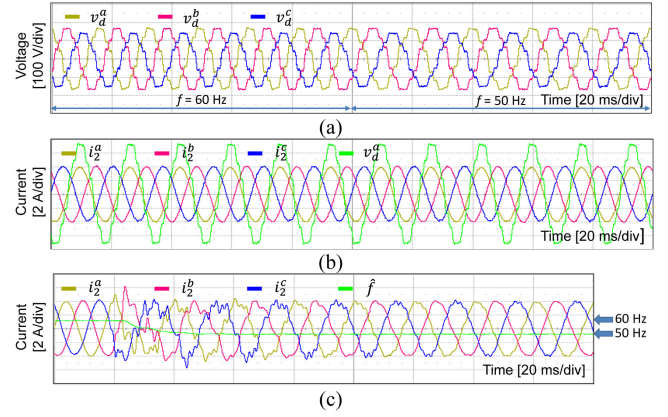 v_d^a v_d^b v_d^c
Voltage
[100 V/div]
f = 60 Hz
f = 50 Hz
Time [20 ms/div]
(a)
i_2^a i_2^b i_2^c v_d^a
Current
[2 A/div]
Time [20 ms/div]
(b)
i_2^a i_2^b i_2^c f̂
Current
[2 A/div]
60 Hz
50 Hz
Time [20 ms/div]
(c)